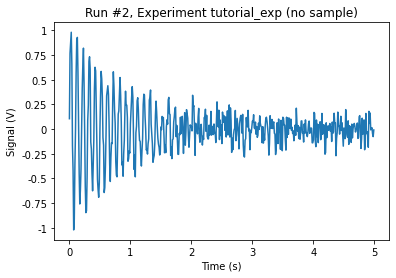 Run #2, Experiment tutorial_exp (no sample)
1
0.75
0.5
0.25
0
-0.25
-0.5
-0.75
-1
Signal (V)
0 1 2 3 4 5
Time (s)